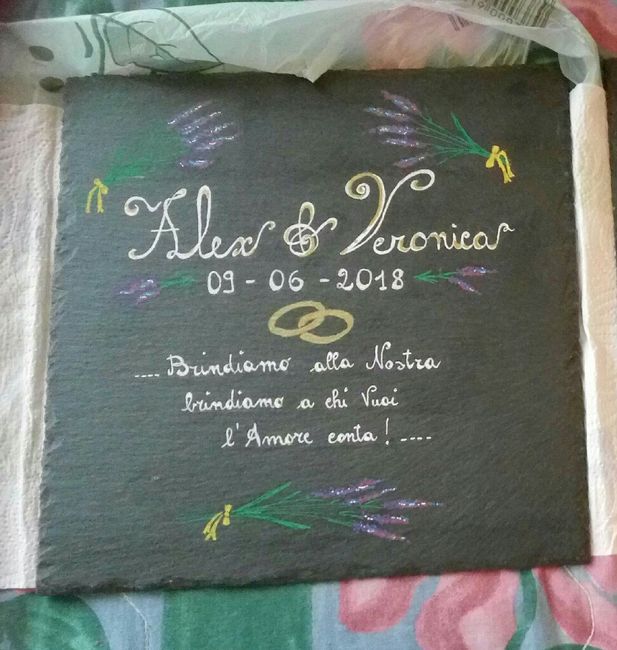 Alex & Veronica
09-06-2018
....Brindiamo alla Nostra
brindiamo a chi Vuoi
l'Amore conta!....